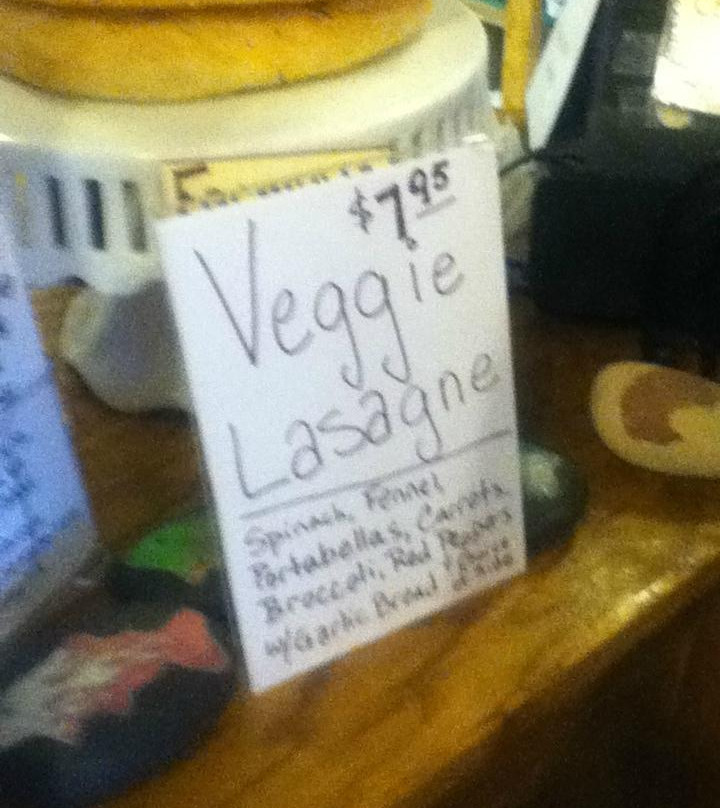 $7.95
Veggie
Lasagne
Spinach, Fennel,
Portabellas, Carrots,
Broccoli, Red Peppers
w/Garlic Bread